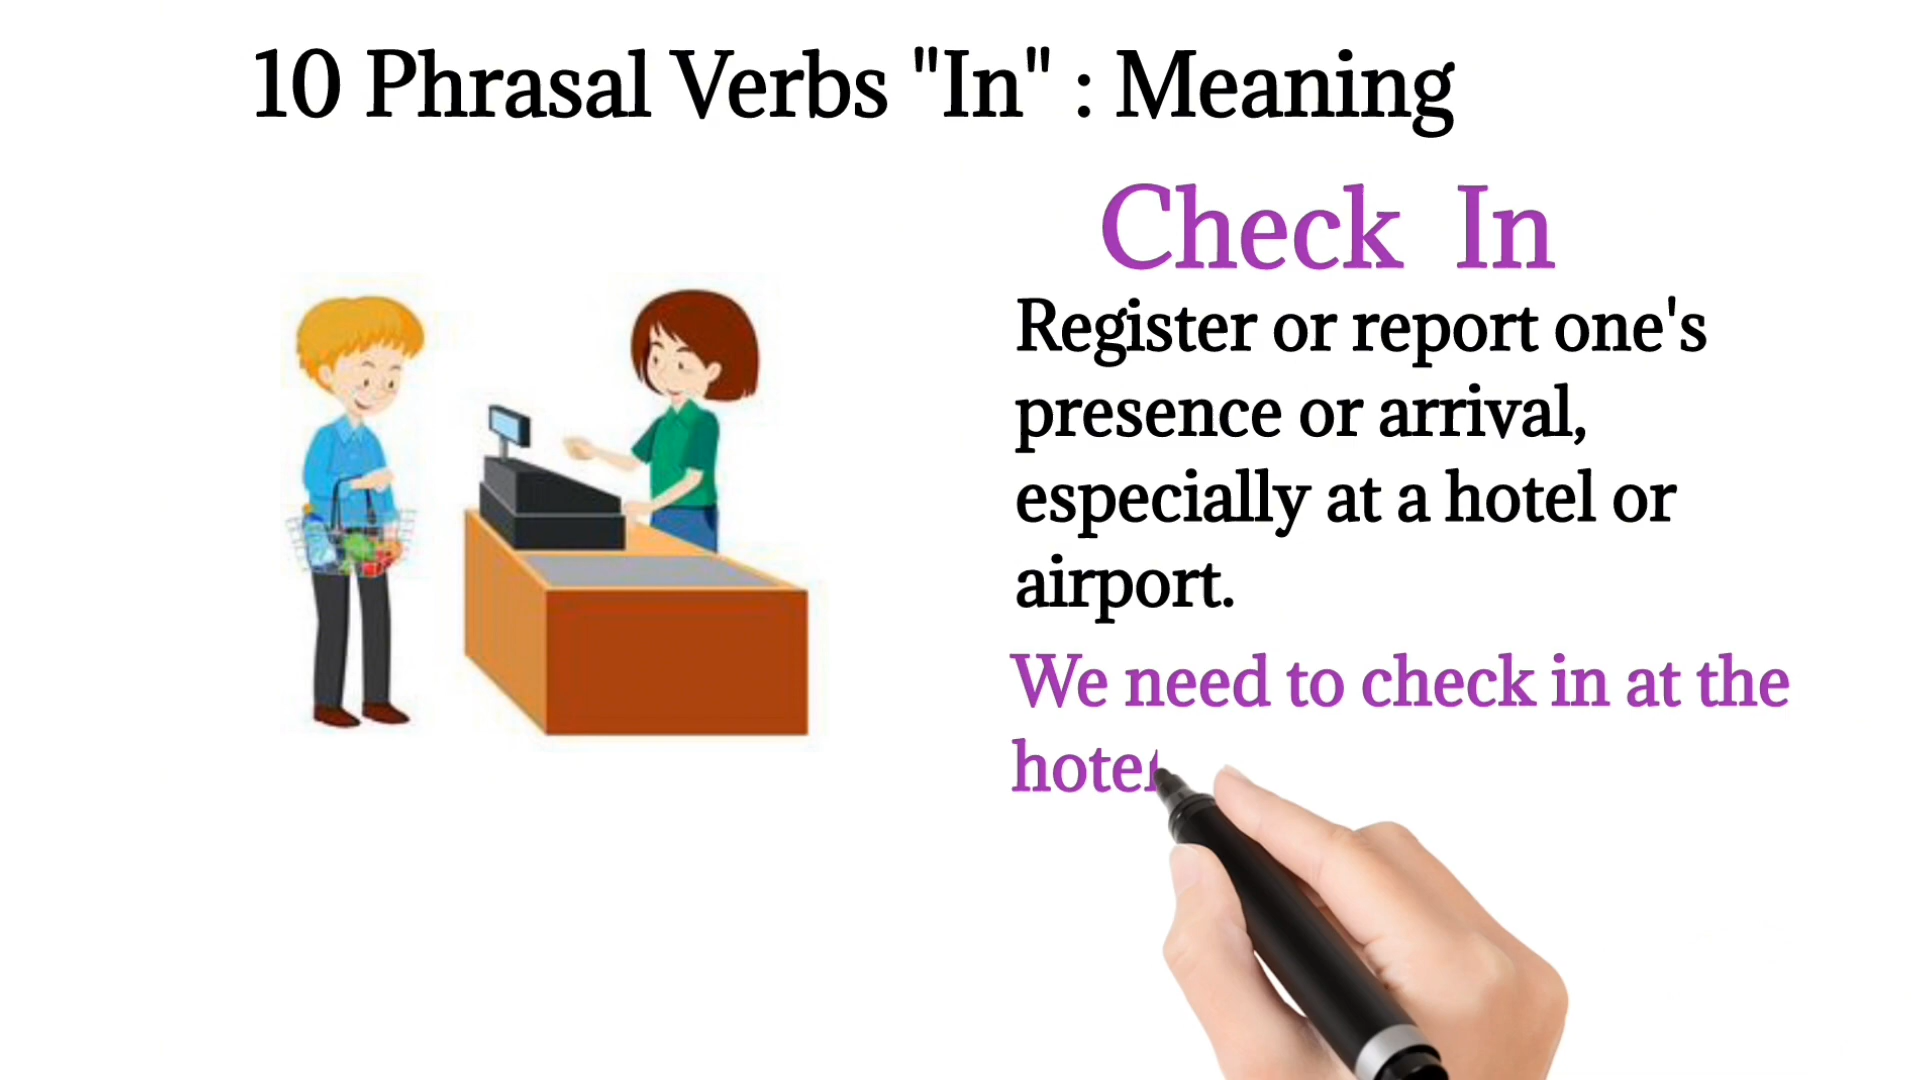 10 Phrasal Verbs "In" : Meaning
Check In
Register or report one's
presence or arrival,
especially at a hotel or
airport.
We need to check in at the
hotel